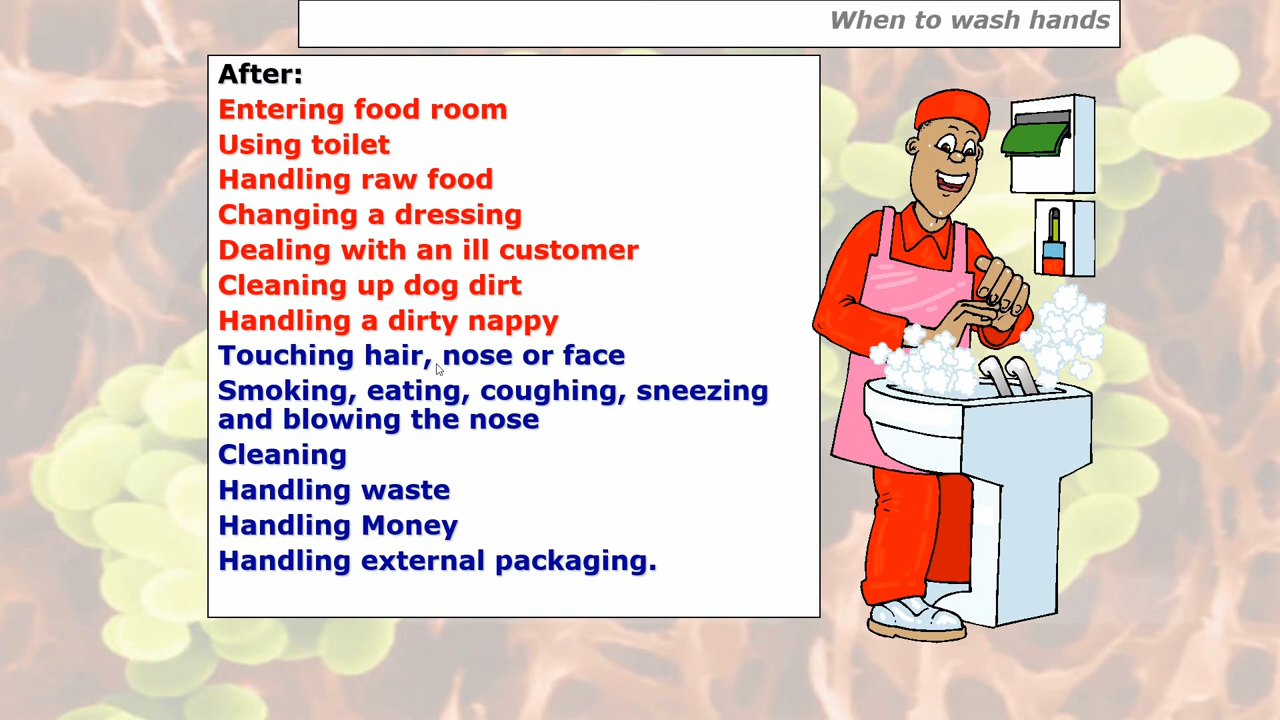 When to wash hands
After:
Entering food room
Using toilet
Handling raw food
Changing a dressing
Dealing with an ill customer
Cleaning up dog dirt
Handling a dirty nappy
Touching hair, nose or face
Smoking, eating, coughing, sneezing
and blowing the nose
Cleaning
Handling waste
Handling Money
Handling external packaging.